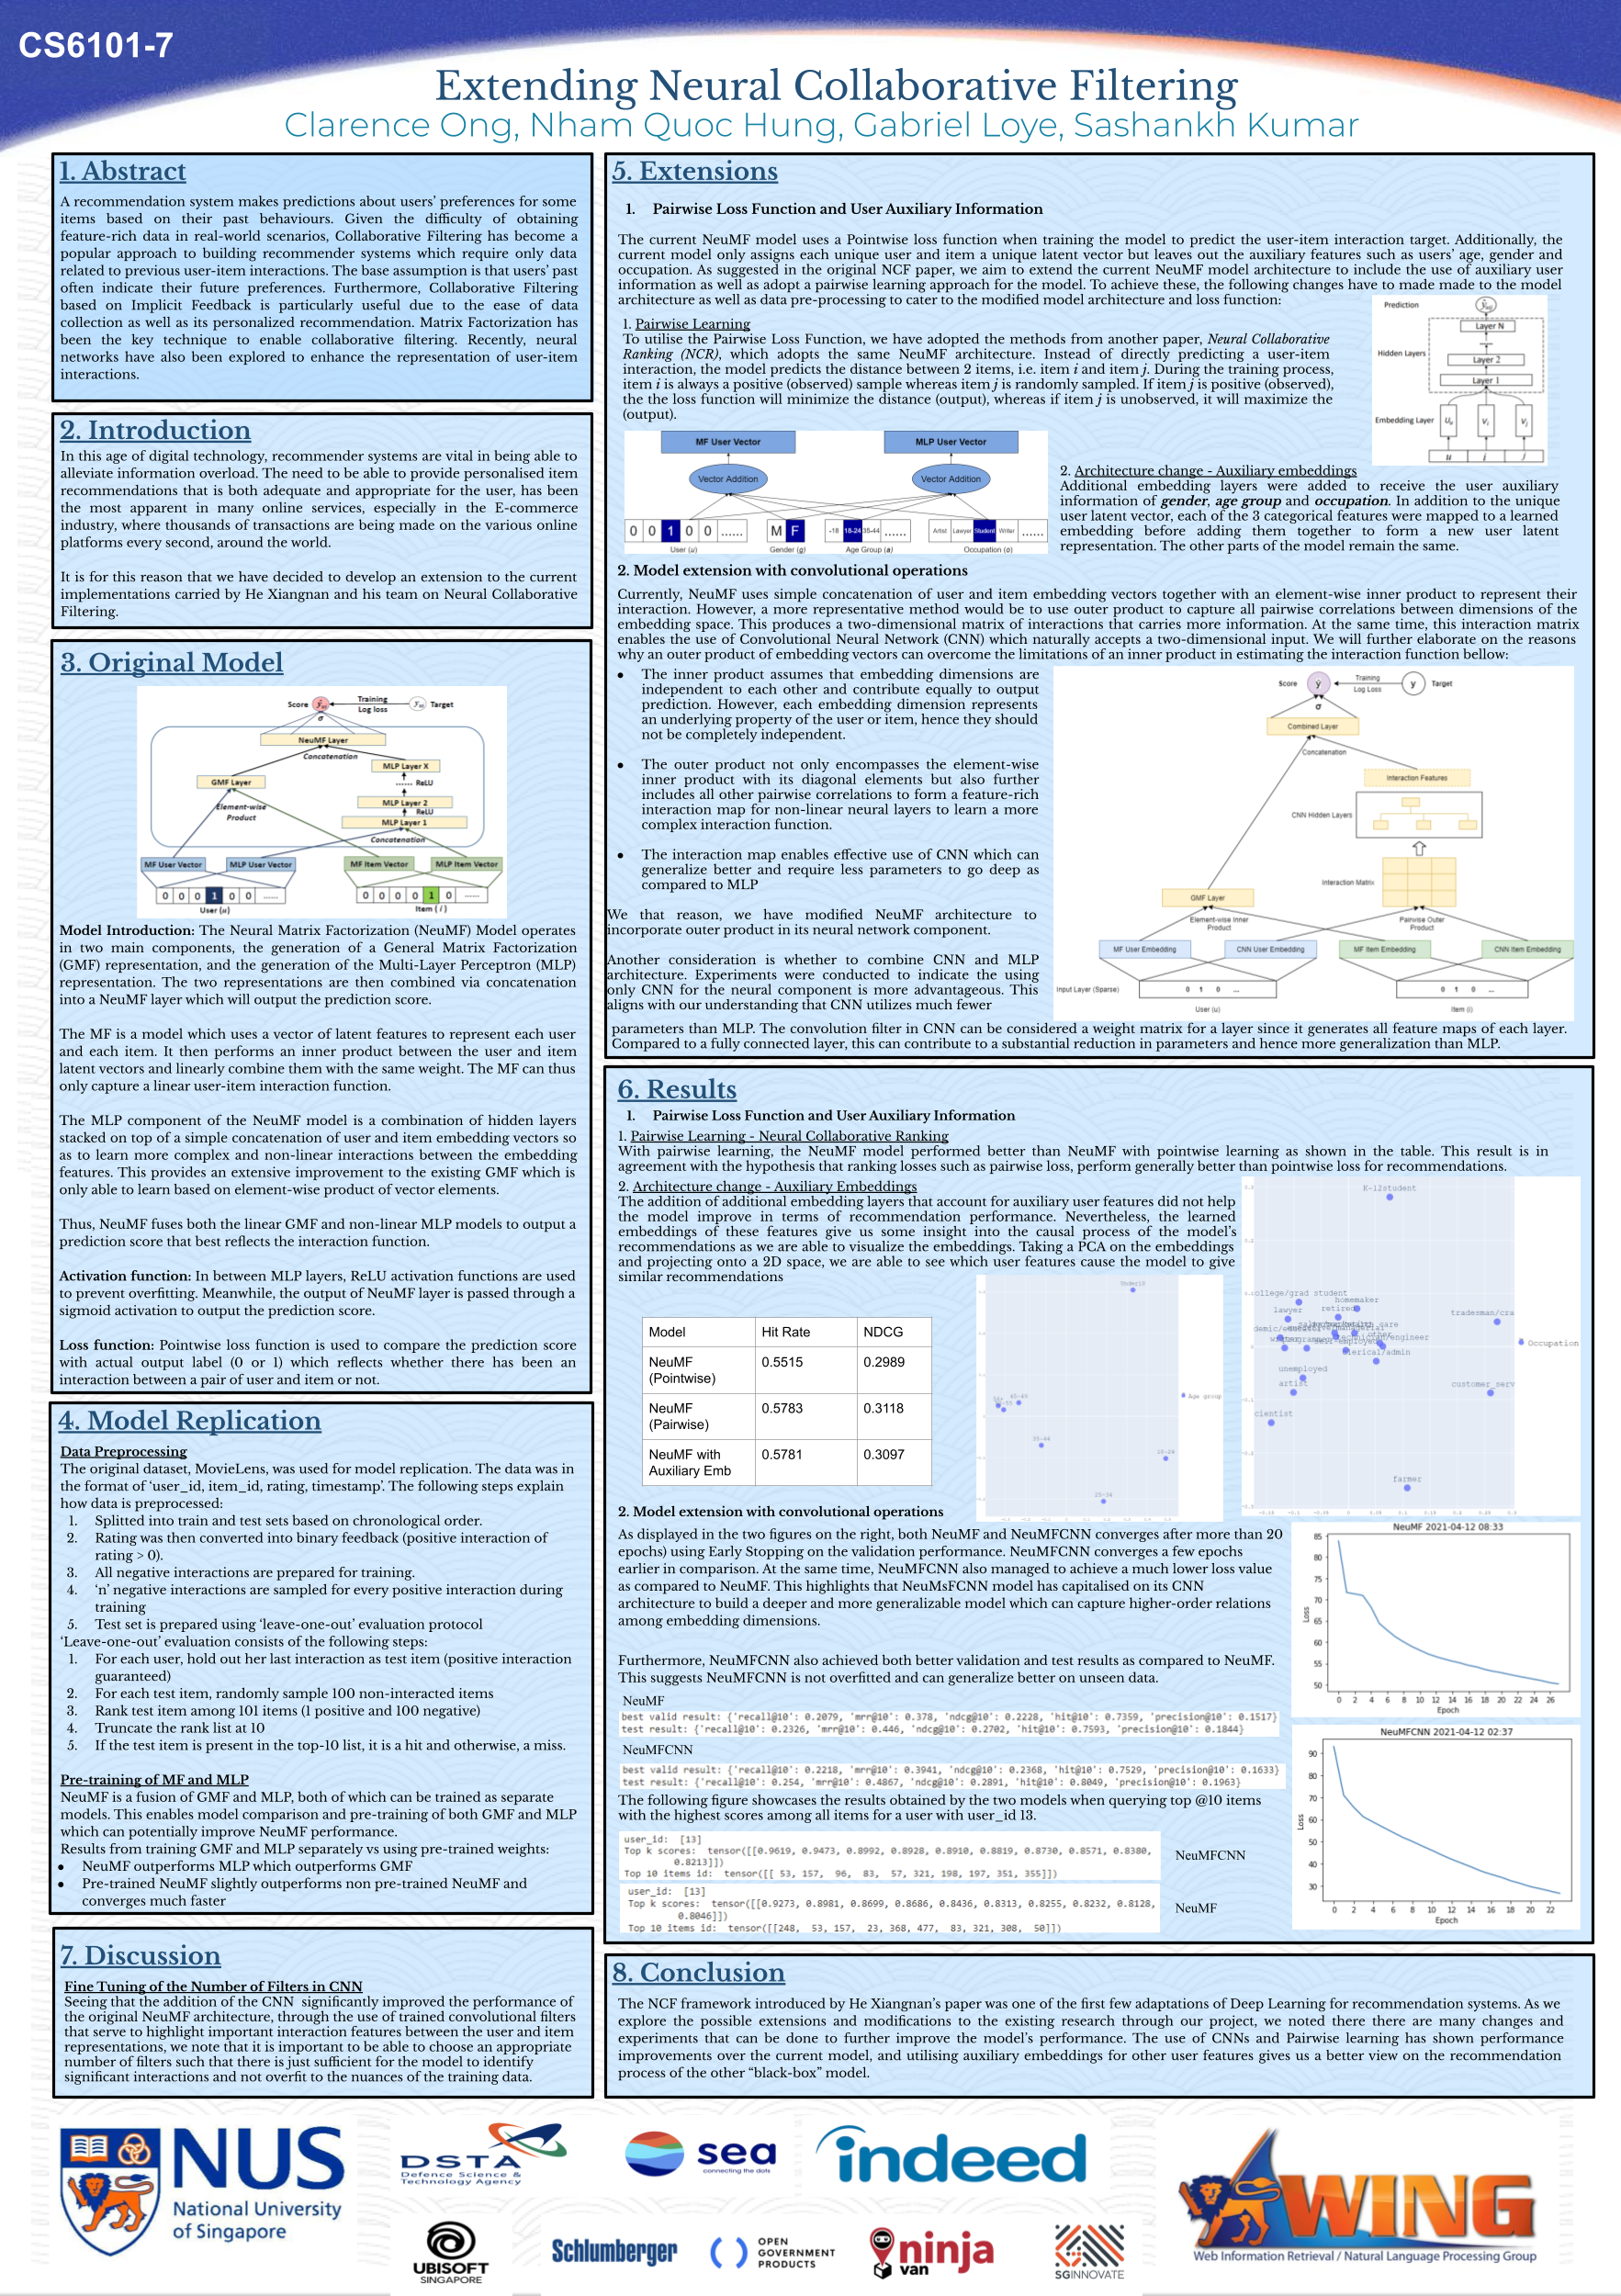 CS6101-7
Extending Neural Collaborative Filtering
Clarence Ong, Nham Quoc Hung, Gabriel Loye, Sashankh Kumar
1. Abstract
A recommendation system makes predictions about users' preferences for some
items based on their past behaviours. Given the difficulty of obtaining
feature-rich data in real-world scenarios, Collaborative Filtering has become a
popular approach to building recommender systems which require only data
related to previous user-item interactions. The base assumption is that users' past
often indicate their future preferences. Furthermore, Collaborative Filtering
based on Implicit Feedback is particularly useful due to the ease of data
collection as well as its personalized recommendation. Matrix Factorization has
been the key technique to enable collaborative filtering. Recently, neural
networks have also been explored to enhance the representation of user-item
interactions.
2. Introduction
In this age of digital technology, recommender systems are vital in being able to
alleviate information overload. The need to be able to provide personalised item
recommendations that is both adequate and appropriate for the user, has been
the most apparent in many online services, especially in the E-commerce
industry, where thousands of transactions are being made on the various online
platforms every second, around the world.
It is for this reason that we have decided to develop an extension to the current
implementations carried by He Xiangnan and his team on Neural Collaborative
Filtering.
3. Original Model
Score ŷui Training Log loss yui Target
σ
NeuMF Layer
Concatenation
MLP Layer X
GMF Layer
...... ReLU
MLP Layer 2
Element-wise Product
ReLU
MLP Layer 1
Concatenation
MF User Vector MLP User Vector MF Item Vector MLP Item Vector
0 0 0 1 0 0 ...... 0 0 0 0 1 0 ......
User (u) Item (i)
Model Introduction: The Neural Matrix Factorization (NeuMF) Model operates
in two main components, the generation of a General Matrix Factorization
(GMF) representation, and the generation of the Multi-Layer Perceptron (MLP)
representation. The two representations are then combined via concatenation
into a NeuMF layer which will output the prediction score.
The MF is a model which uses a vector of latent features to represent each user
and each item. It then performs an inner product between the user and item
latent vectors and linearly combine them with the same weight. The MF can thus
only capture a linear user-item interaction function.
The MLP component of the NeuMF model is a combination of hidden layers
stacked on top of a simple concatenation of user and item embedding vectors so
as to learn more complex and non-linear interactions between the embedding
features. This provides an extensive improvement to the existing GMF which is
only able to learn based on element-wise product of vector elements.
Thus, NeuMF fuses both the linear GMF and non-linear MLP models to output a
prediction score that best reflects the interaction function.
Activation function: In between MLP layers, ReLU activation functions are used
to prevent overfitting. Meanwhile, the output of NeuMF layer is passed through a
sigmoid activation to output the prediction score.
Loss function: Pointwise loss function is used to compare the prediction score
with actual output label (0 or 1) which reflects whether there has been an
interaction between a pair of user and item or not.
4. Model Replication
Data Preprocessing
The original dataset, MovieLens, was used for model replication. The data was in
the format of 'user_id, item_id, rating, timestamp'. The following steps explain
how data is preprocessed:
1. Splitted into train and test sets based on chronological order.
2. Rating was then converted into binary feedback (positive interaction of
rating > 0).
3. All negative interactions are prepared for training.
4. 'n' negative interactions are sampled for every positive interaction during
training
5. Test set is prepared using 'leave-one-out' evaluation protocol
'Leave-one-out' evaluation consists of the following steps:
1. For each user, hold out her last interaction as test item (positive interaction
guaranteed)
2. For each test item, randomly sample 100 non-interacted items
3. Rank test item among 101 items (1 positive and 100 negative)
4. Truncate the rank list at 10
5. If the test item is present in the top-10 list, it is a hit and otherwise, a miss.
Pre-training of MF and MLP
NeuMF is a fusion of GMF and MLP, both of which can be trained as separate
models. This enables model comparison and pre-training of both GMF and MLP
which can potentially improve NeuMF performance.
Results from training GMF and MLP separately vs using pre-trained weights:
● NeuMF outperforms MLP which outperforms GMF
● Pre-trained NeuMF slightly outperforms non pre-trained NeuMF and
converges much faster
5. Extensions
1. Pairwise Loss Function and User Auxiliary Information
The current NeuMF model uses a Pointwise loss function when training the model to predict the user-item interaction target. Additionally, the
current model only assigns each unique user and item a unique latent vector but leaves out the auxiliary features such as users' age, gender and
occupation. As suggested in the original NCF paper, we aim to extend the current NeuMF model architecture to include the use of auxiliary user
information as well as adopt a pairwise learning approach for the model. To achieve these, the following changes have to made made to the model
architecture as well as data pre-processing to cater to the modified model architecture and loss function:
1. Pairwise Learning
To utilise the Pairwise Loss Function, we have adopted the methods from another paper, Neural Collaborative
Ranking (NCR), which adopts the same NeuMF architecture. Instead of directly predicting a user-item
interaction, the model predicts the distance between 2 items, i.e. item i and item j. During the training process,
item i is always a positive (observed) sample whereas item j is randomly sampled. If item j is positive (observed),
the the loss function will minimize the distance (output), whereas if item j is unobserved, it will maximize the
(output).
Prediction
Layer N
Hidden Layers
Layer 2
Layer 1
Embedding Layer Uu Vi Vj
u i j
MF User Vector MLP User Vector
Vector Addition Vector Addition
0 0 1 0 0 ...... M F -18 18-24 35-44 ...... Artist Lawyer Student Writer ......
User (u) Gender (g) Age Group (a) Occupation (o)
2. Architecture change - Auxiliary embeddings
Additional embedding layers were added to receive the user auxiliary
information of gender, age group and occupation. In addition to the unique
user latent vector, each of the 3 categorical features were mapped to a learned
embedding before adding them together to form a new user latent
representation. The other parts of the model remain the same.
2. Model extension with convolutional operations
Currently, NeuMF uses simple concatenation of user and item embedding vectors together with an element-wise inner product to represent their
interaction. However, a more representative method would be to use outer product to capture all pairwise correlations between dimensions of the
embedding space. This produces a two-dimensional matrix of interactions that carries more information. At the same time, this interaction matrix
enables the use of Convolutional Neural Network (CNN) which naturally accepts a two-dimensional input. We will further elaborate on the reasons
why an outer product of embedding vectors can overcome the limitations of an inner product in estimating the interaction function bellow:
● The inner product assumes that embedding dimensions are
independent to each other and contribute equally to output
prediction. However, each embedding dimension represents
an underlying property of the user or item, hence they should
not be completely independent.
● The outer product not only encompasses the element-wise
inner product with its diagonal elements but also further
includes all other pairwise correlations to form a feature-rich
interaction map for non-linear neural layers to learn a more
complex interaction function.
● The interaction map enables effective use of CNN which can
generalize better and require less parameters to go deep as
compared to MLP
We that reason, we have modified NeuMF architecture to
incorporate outer product in its neural network component.
Another consideration is whether to combine CNN and MLP
architecture. Experiments were conducted to indicate the using
only CNN for the neural component is more advantageous. This
aligns with our understanding that CNN utilizes much fewer
parameters than MLP. The convolution filter in CNN can be considered a weight matrix for a layer since it generates all feature maps of each layer.
Compared to a fully connected layer, this can contribute to a substantial reduction in parameters and hence more generalization than MLP.
Score ŷ Training Log Loss y Target
σ
Combined Layer
Concatenation
Interaction Features
CNN Hidden Layers
Interaction Matrix
GMF Layer
Element-wise Inner Product
Pairwise Outer Product
MF User Embedding CNN User Embedding MF Item Embedding CNN Item Embedding
Input Layer (Sparse) 0 1 0 ... 0 1 0 ...
User (u) Item (i)
6. Results
1. Pairwise Loss Function and User Auxiliary Information
1. Pairwise Learning - Neural Collaborative Ranking
With pairwise learning, the NeuMF model performed better than NeuMF with pointwise learning as shown in the table. This result is in
agreement with the hypothesis that ranking losses such as pairwise loss, perform generally better than pointwise loss for recommendations.
2. Architecture change - Auxiliary Embeddings
The addition of additional embedding layers that account for auxiliary user features did not help
the model improve in terms of recommendation performance. Nevertheless, the learned
embeddings of these features give us some insight into the causal process of the model's
recommendations as we are able to visualize the embeddings. Taking a PCA on the embeddings
and projecting onto a 2D space, we are able to see which user features cause the model to give
similar recommendations
Model Hit Rate NDCG
NeuMF (Pointwise) 0.5515 0.2989
NeuMF (Pairwise) 0.5783 0.3118
NeuMF with Auxiliary Emb 0.5781 0.3097
Under18
45-49
35-44
18-24
25-34
Age group
K-12student
college/grad student
homemaker
lawyer
retired
tradesman/cra
Occupation
clerical/admin
unemployed
artist
customer_serv
cientist
farmer
2. Model extension with convolutional operations
As displayed in the two figures on the right, both NeuMF and NeuMFCNN converges after more than 20
epochs) using Early Stopping on the validation performance. NeuMFCNN converges a few epochs
earlier in comparison. At the same time, NeuMFCNN also managed to achieve a much lower loss value
as compared to NeuMF. This highlights that NeuMsFCNN model has capitalised on its CNN
architecture to build a deeper and more generalizable model which can capture higher-order relations
among embedding dimensions.
Furthermore, NeuMFCNN also achieved both better validation and test results as compared to NeuMF.
This suggests NeuMFCNN is not overfitted and can generalize better on unseen data.
NeuMF
best valid result: {'recall@10': 0.2079, 'mrr@10': 0.378, 'ndcg@10': 0.2228, 'hit@10': 0.7359, 'precision@10': 0.1517}
test result: {'recall@10': 0.2326, 'mrr@10': 0.446, 'ndcg@10': 0.2702, 'hit@10': 0.7593, 'precision@10': 0.1844}
NeuMFCNN
best valid result: {'recall@10': 0.2218, 'mrr@10': 0.3941, 'ndcg@10': 0.2368, 'hit@10': 0.7529, 'precision@10': 0.1633}
test result: {'recall@10': 0.254, 'mrr@10': 0.4867, 'ndcg@10': 0.2891, 'hit@10': 0.8049, 'precision@10': 0.1963}
The following figure showcases the results obtained by the two models when querying top @10 items
with the highest scores among all items for a user with user_id 13.
user_id: [13]
Top k scores: tensor([[0.9619, 0.9473, 0.8992, 0.8928, 0.8910, 0.8819, 0.8730, 0.8571, 0.8380,
0.8213]])
Top 10 items id: tensor([[ 53, 157, 96, 83, 57, 321, 198, 197, 351, 355]])
NeuMFCNN
user_id: [13]
Top k scores: tensor([[0.9273, 0.8981, 0.8699, 0.8686, 0.8436, 0.8313, 0.8255, 0.8232, 0.8128,
0.8046]])
Top 10 items id: tensor([[248, 53, 157, 23, 368, 477, 83, 321, 308, 50]])
NeuMF
NeuMF 2021-04-12 08:33
85
80
75
70
65
60
55
50
Loss
0 2 4 6 8 10 12 14 16 18 20 22 24 26
Epoch
NeuMFCNN 2021-04-12 02:37
90
80
70
60
50
40
30
Loss
0 2 4 6 8 10 12 14 16 18 20 22
Epoch
7. Discussion
Fine Tuning of the Number of Filters in CNN
Seeing that the addition of the CNN significantly improved the performance of
the original NeuMF architecture, through the use of trained convolutional filters
that serve to highlight important interaction features between the user and item
representations, we note that it is important to be able to choose an appropriate
number of filters such that there is just sufficient for the model to identify
significant interactions and not overfit to the nuances of the training data.
8. Conclusion
The NCF framework introduced by He Xiangnan's paper was one of the first few adaptations of Deep Learning for recommendation systems. As we
explore the possible extensions and modifications to the existing research through our project, we noted there there are many changes and
experiments that can be done to further improve the model's performance. The use of CNNs and Pairwise learning has shown performance
improvements over the current model, and utilising auxiliary embeddings for other user features gives us a better view on the recommendation
process of the other "black-box" model.
NUS
National University
of Singapore
DSTA
Defence Science &
Technology Agency
sea
connecting the dots
indeed
UBISOFT
SINGAPORE
Schlumberger
OPEN
GOVERNMENT
PRODUCTS
ninja
van
SGINNOVATE
WING
Web Information Retrieval / Natural Language Processing Group